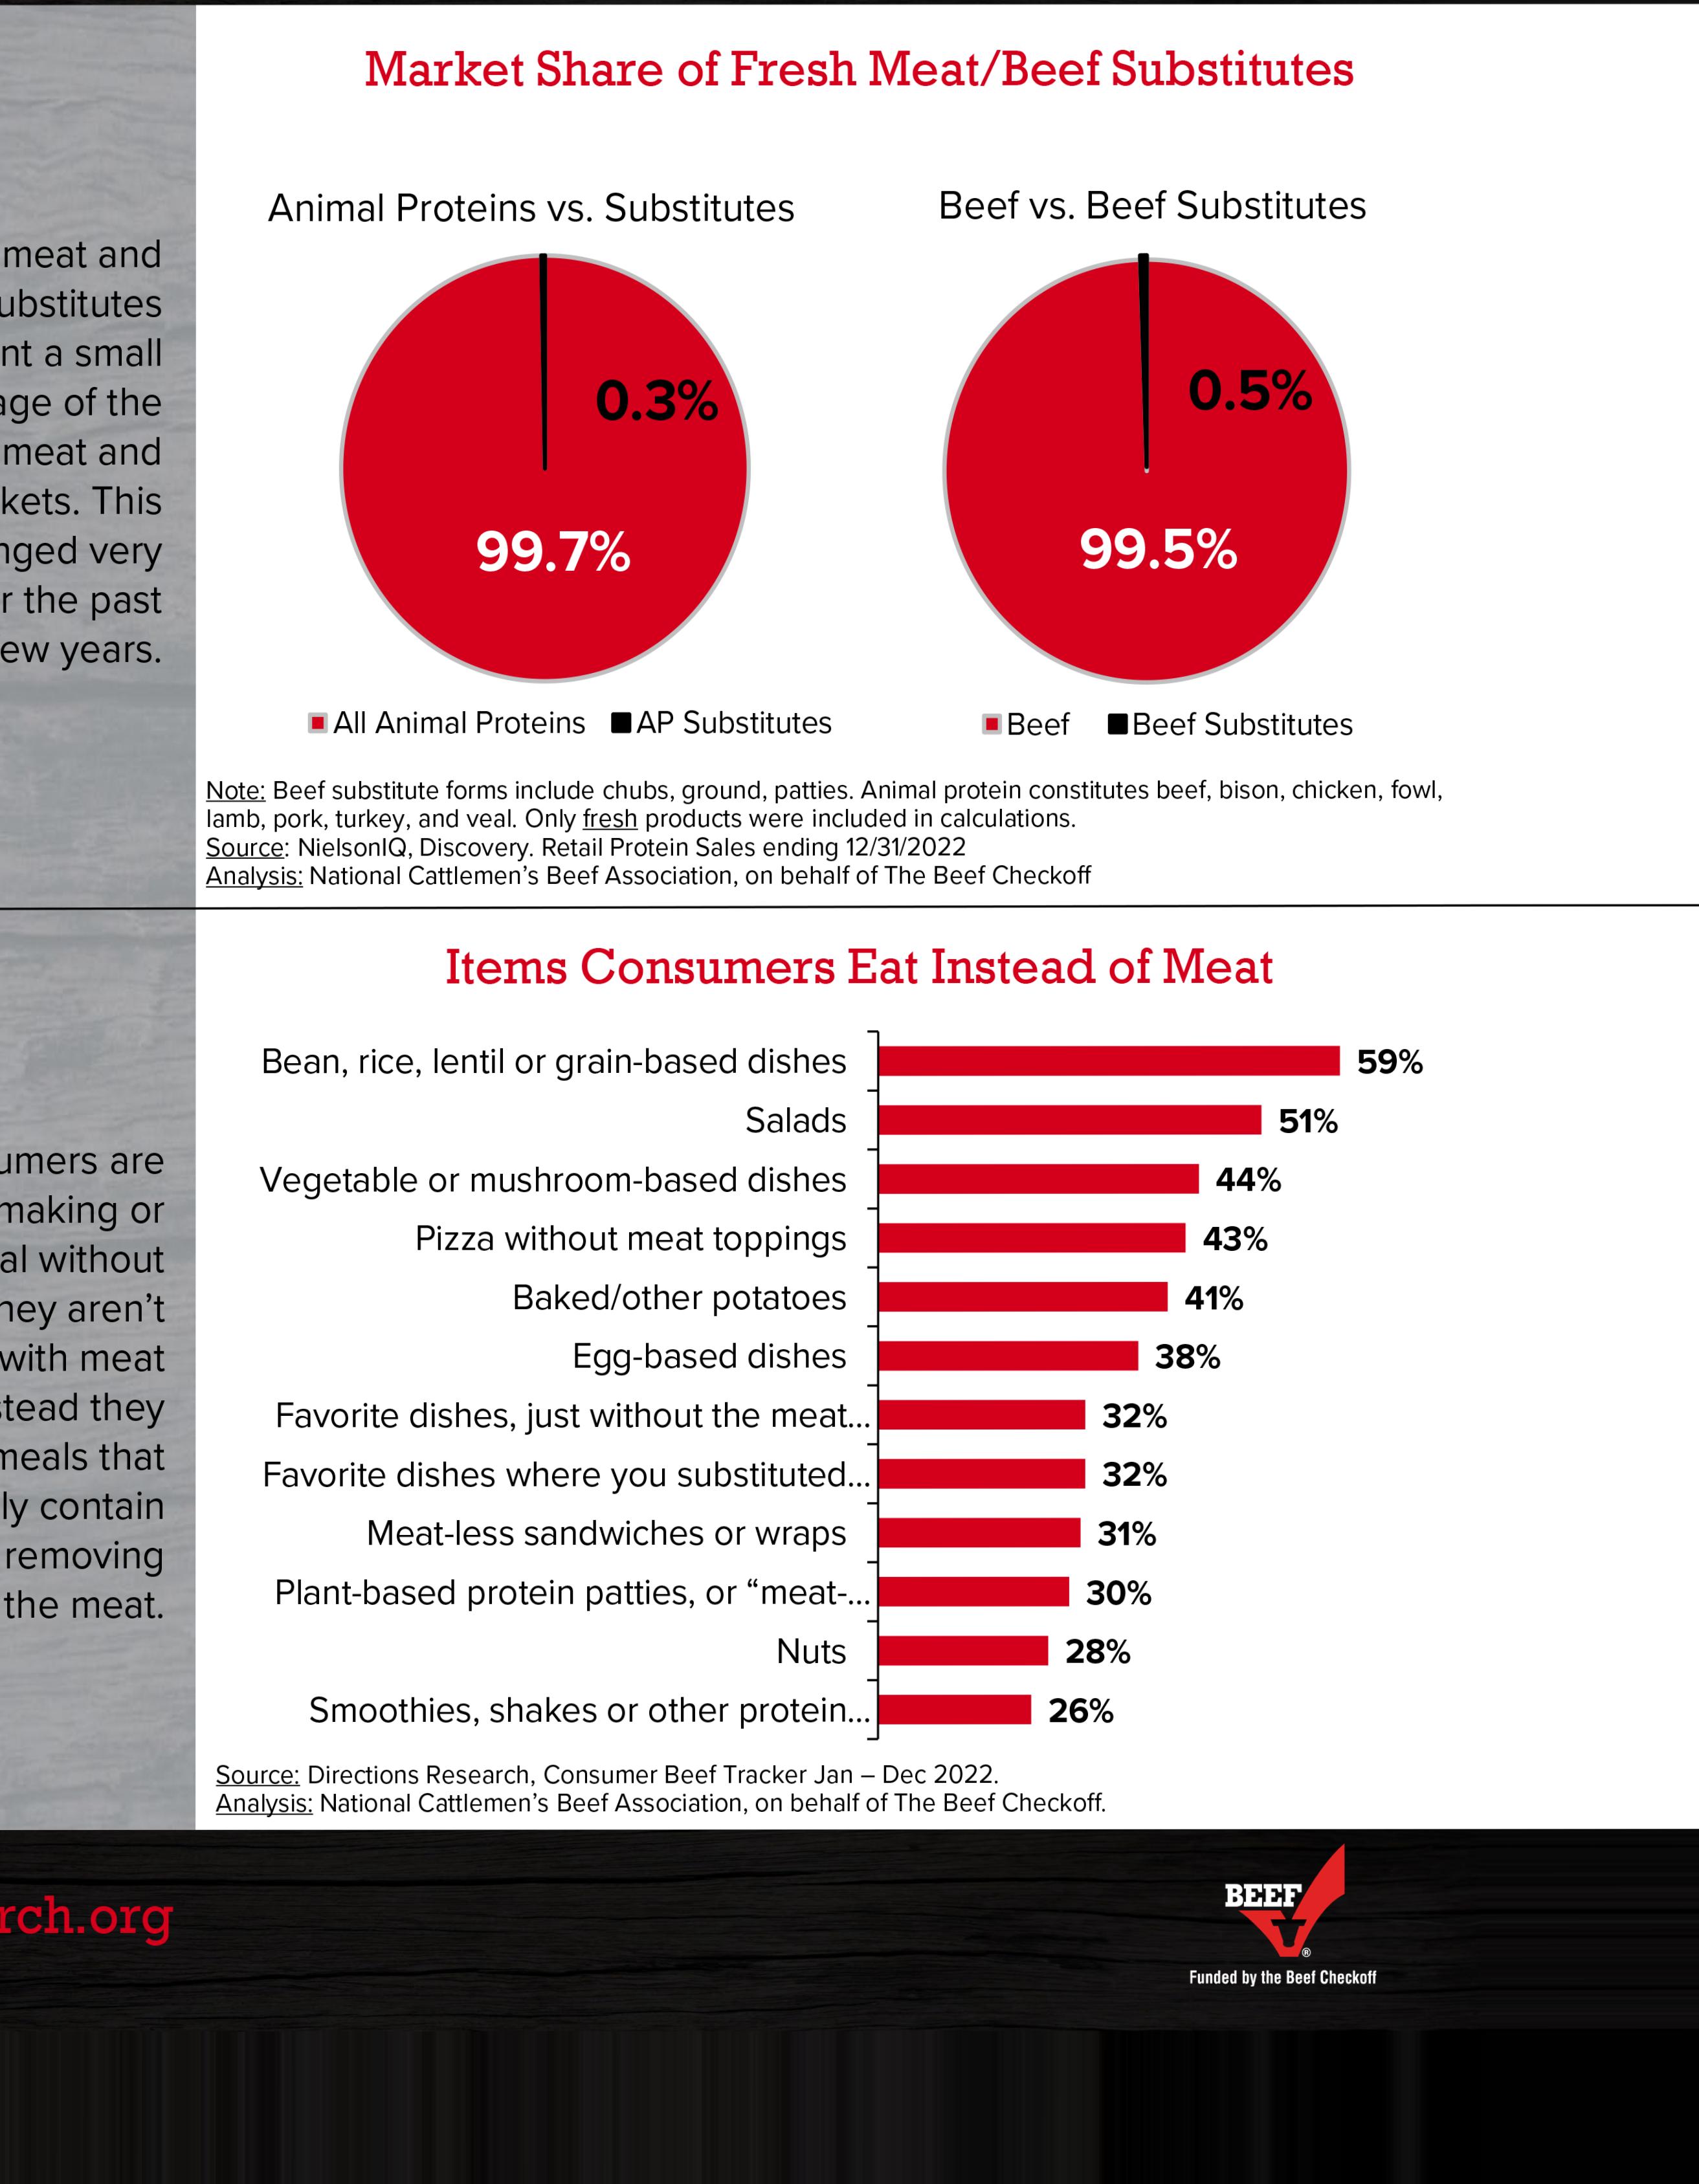 Market Share of Fresh Meat/Beef Substitutes
Animal Proteins vs. Substitutes
Beef vs. Beef Substitutes
0.3%
99.7%
0.5%
99.5%
All Animal Proteins AP Substitutes
Beef Beef Substitutes
Note: Beef substitute forms include chubs, ground, patties. Animal protein constitutes beef, bison, chicken, fowl,
lamb, pork, turkey, and veal. Only fresh products were included in calculations.
Source: NielsonIQ, Discovery. Retail Protein Sales ending 12/31/2022
Analysis: National Cattlemen's Beef Association, on behalf of The Beef Checkoff
meat and
ubstitutes
nt a small
age of the
meat and
kets. This
nged very
r the past
ew years.
Items Consumers Eat Instead of Meat
Bean, rice, lentil or grain-based dishes 59%
Salads 51%
Vegetable or mushroom-based dishes 44%
Pizza without meat toppings 43%
Baked/other potatoes 41%
Egg-based dishes 38%
Favorite dishes, just without the meat... 32%
Favorite dishes where you substituted... 32%
Meat-less sandwiches or wraps 31%
Plant-based protein patties, or “meat-... 30%
Nuts 28%
Smoothies, shakes or other protein... 26%
Source: Directions Research, Consumer Beef Tracker Jan – Dec 2022.
Analysis: National Cattlemen's Beef Association, on behalf of The Beef Checkoff.
umers are
making or
al without
hey aren't
with meat
stead they
meals that
ly contain
removing
the meat.
rch.org
BEEF
®
Funded by the Beef Checkoff